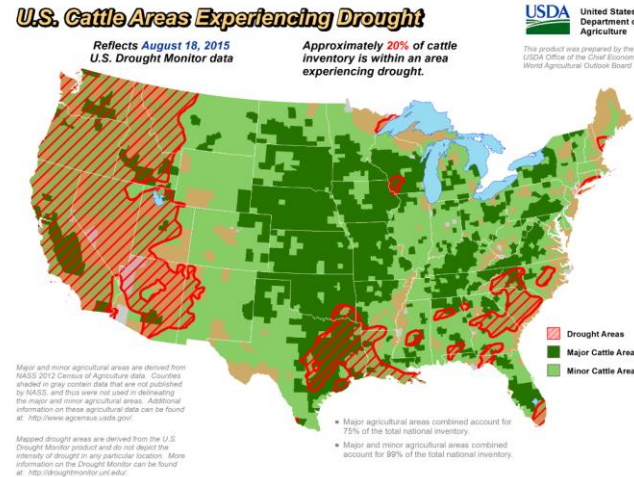 U.S. Cattle Areas Experiencing Drought
Reflects August 18, 2015
U.S. Drought Monitor data
Approximately 20% of cattle
inventory is within an area
experiencing drought.
USDA
United States
Department of
Agriculture
This product was prepared by the
USDA Office of the Chief Econom
World Agricultural Outlook Board
Drought Areas
Major Cattle Area
Minor Cattle Area
Major and minor agricultural areas are derived from
NASS 2012 Census of Agriculture data. Counties
shaded in gray contain data that are not published
by NASS, and thus were not used in delineating
the major and minor agricultural areas. Additional
information on these agricultural data can be found
at: http://www.agcensus.usda.gov/
Mapped drought areas are derived from the U.S.
Drought Monitor product and do not depict the
intensity of drought in any particular location. More
information on the Drought Monitor can be found
at: http://droughtmonitor.unl.edu/
• Major agricultural areas combined account for
75% of the total national inventory.
• Major and minor agricultural areas combined
account for 99% of the total national inventory.